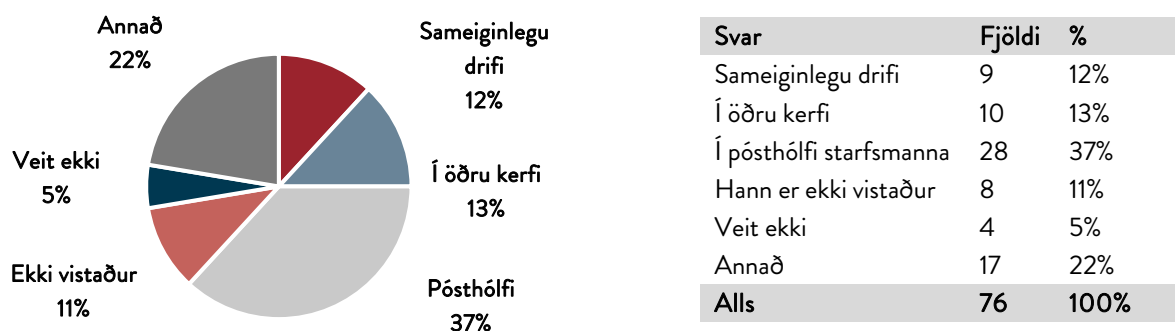 Annað
22%
Sameiginlegu
drifi
12%
Í öðru kerfi
13%
Pósthólfi
37%
Ekki vistaður
11%
Veit ekki
5%
Svar Fjöldi %
Sameiginlegu drifi 9 12%
Í öðru kerfi 10 13%
Í pósthólfi starfsmanna 28 37%
Hann er ekki vistaður 8 11%
Veit ekki 4 5%
Annað 17 22%
Alls 76 100%